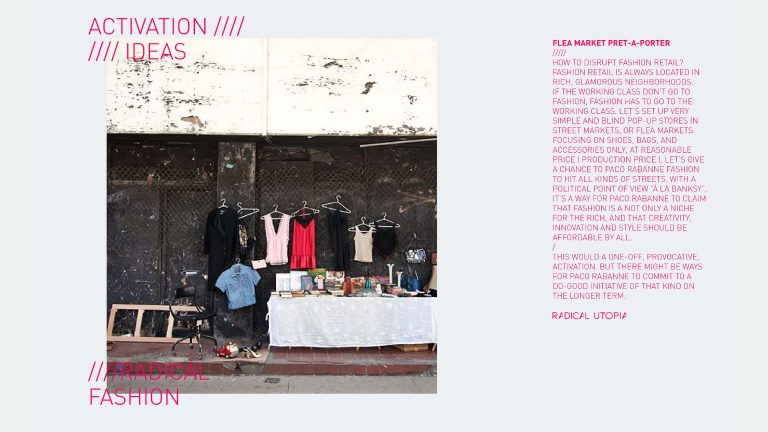 ACTIVATION ////
//// IDEAS
FLEA MARKET PRET-A-PORTER
/////
HOW TO DISRUPT FASHION RETAIL?
FASHION RETAIL IS ALWAYS LOCATED IN
RICH, GLAMOROUS NEIGHBORHOODS.
IF THE WORKING CLASS DON'T GO TO
FASHION, FASHION HAS TO GO TO THE
WORKING CLASS. LET'S SET UP VERY
SIMPLE AND BLIND POP-UP STORES IN
STREET MARKETS, OR FLEA MARKETS.
FOCUSING ON SHOES, BAGS, AND
ACCESSORIES ONLY, AT REASONABLE
PRICE ( PRODUCTION PRICE ), LET'S GIVE
A CHANCE TO PACO RABANNE FASHION
TO HIT ALL KINDS OF STREETS. WITH A
POLITICAL POINT OF VIEW "À LA BANKSY",
IT'S A WAY FOR PACO RABANNE TO CLAIM
THAT FASHION IS A NOT ONLY A NICHE
FOR THE RICH, AND THAT CREATIVITY,
INNOVATION AND STYLE SHOULD BE
AFFORDABLE BY ALL.
/
THIS WOULD A ONE-OFF, PROVOCATIVE,
ACTIVATION. BUT THERE MIGHT BE WAYS
FOR PACO RABANNE TO COMMIT TO A
DO-GOOD INITIATIVE OF THAT KIND ON
THE LONGER TERM.
RADICAL UTOPIA
////RADICAL
FASHION